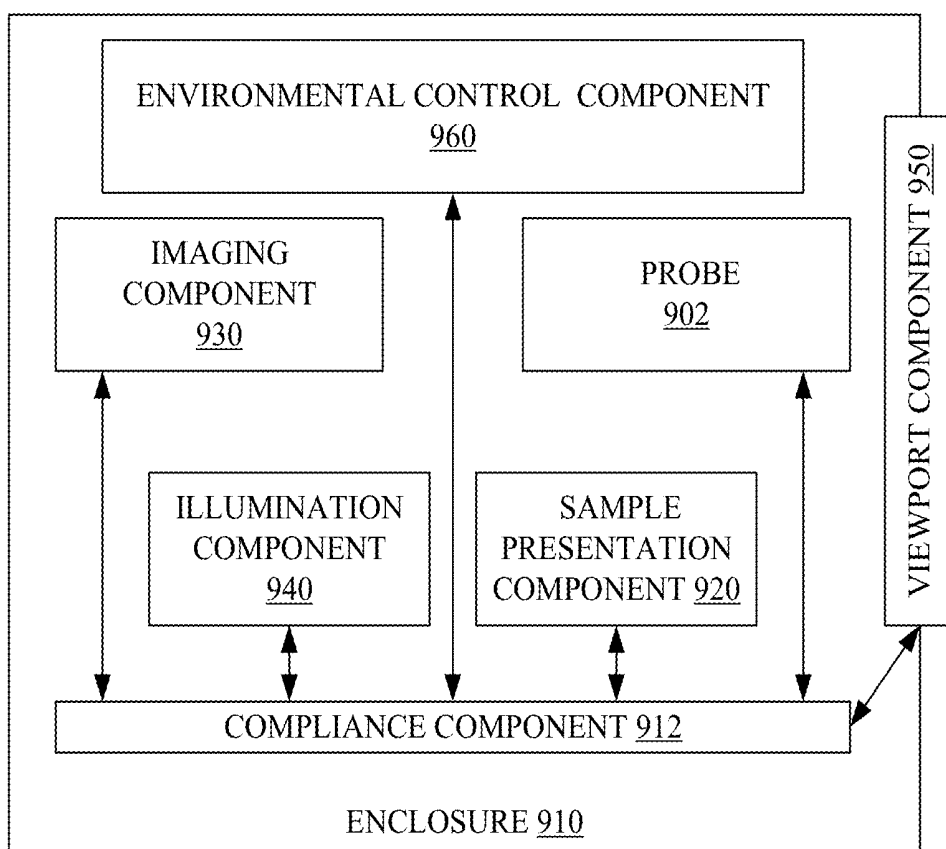 ENVIRONMENTAL CONTROL COMPONENT
960
IMAGING
COMPONENT
930
PROBE
902
VIEWPORT COMPONENT 950
ILLUMINATION
COMPONENT
940
SAMPLE
PRESENTATION
COMPONENT 920
COMPLIANCE COMPONENT 912
ENCLOSURE 910